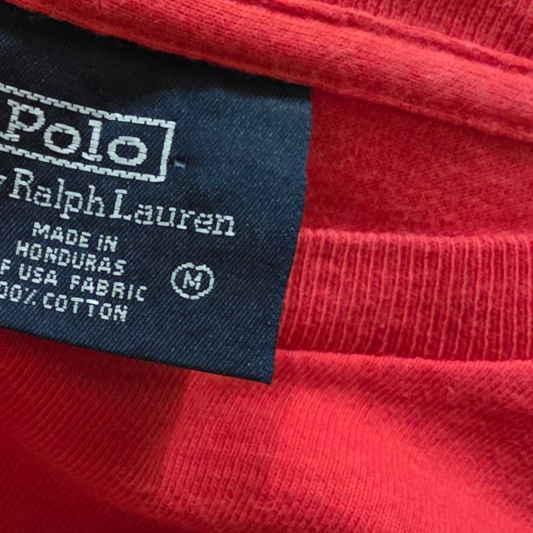 Polo
Ralph Lauren
MADE IN
HONDURAS
F USA FABRIC
00% COTTON
M